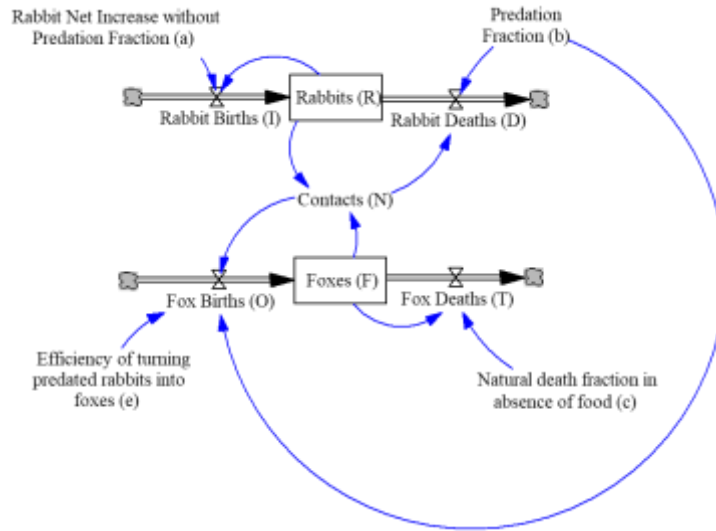 Rabbit Net Increase without
Predation Fraction (a)
Predation
Fraction (b)
Rabbits (R)
Rabbit Births (I)
Rabbit Deaths (D)
Contacts (N)
Foxes (F)
Fox Births (O)
Fox Deaths (T)
Efficiency of turning
predated rabbits into
foxes (e)
Natural death fraction in
absence of food (c)